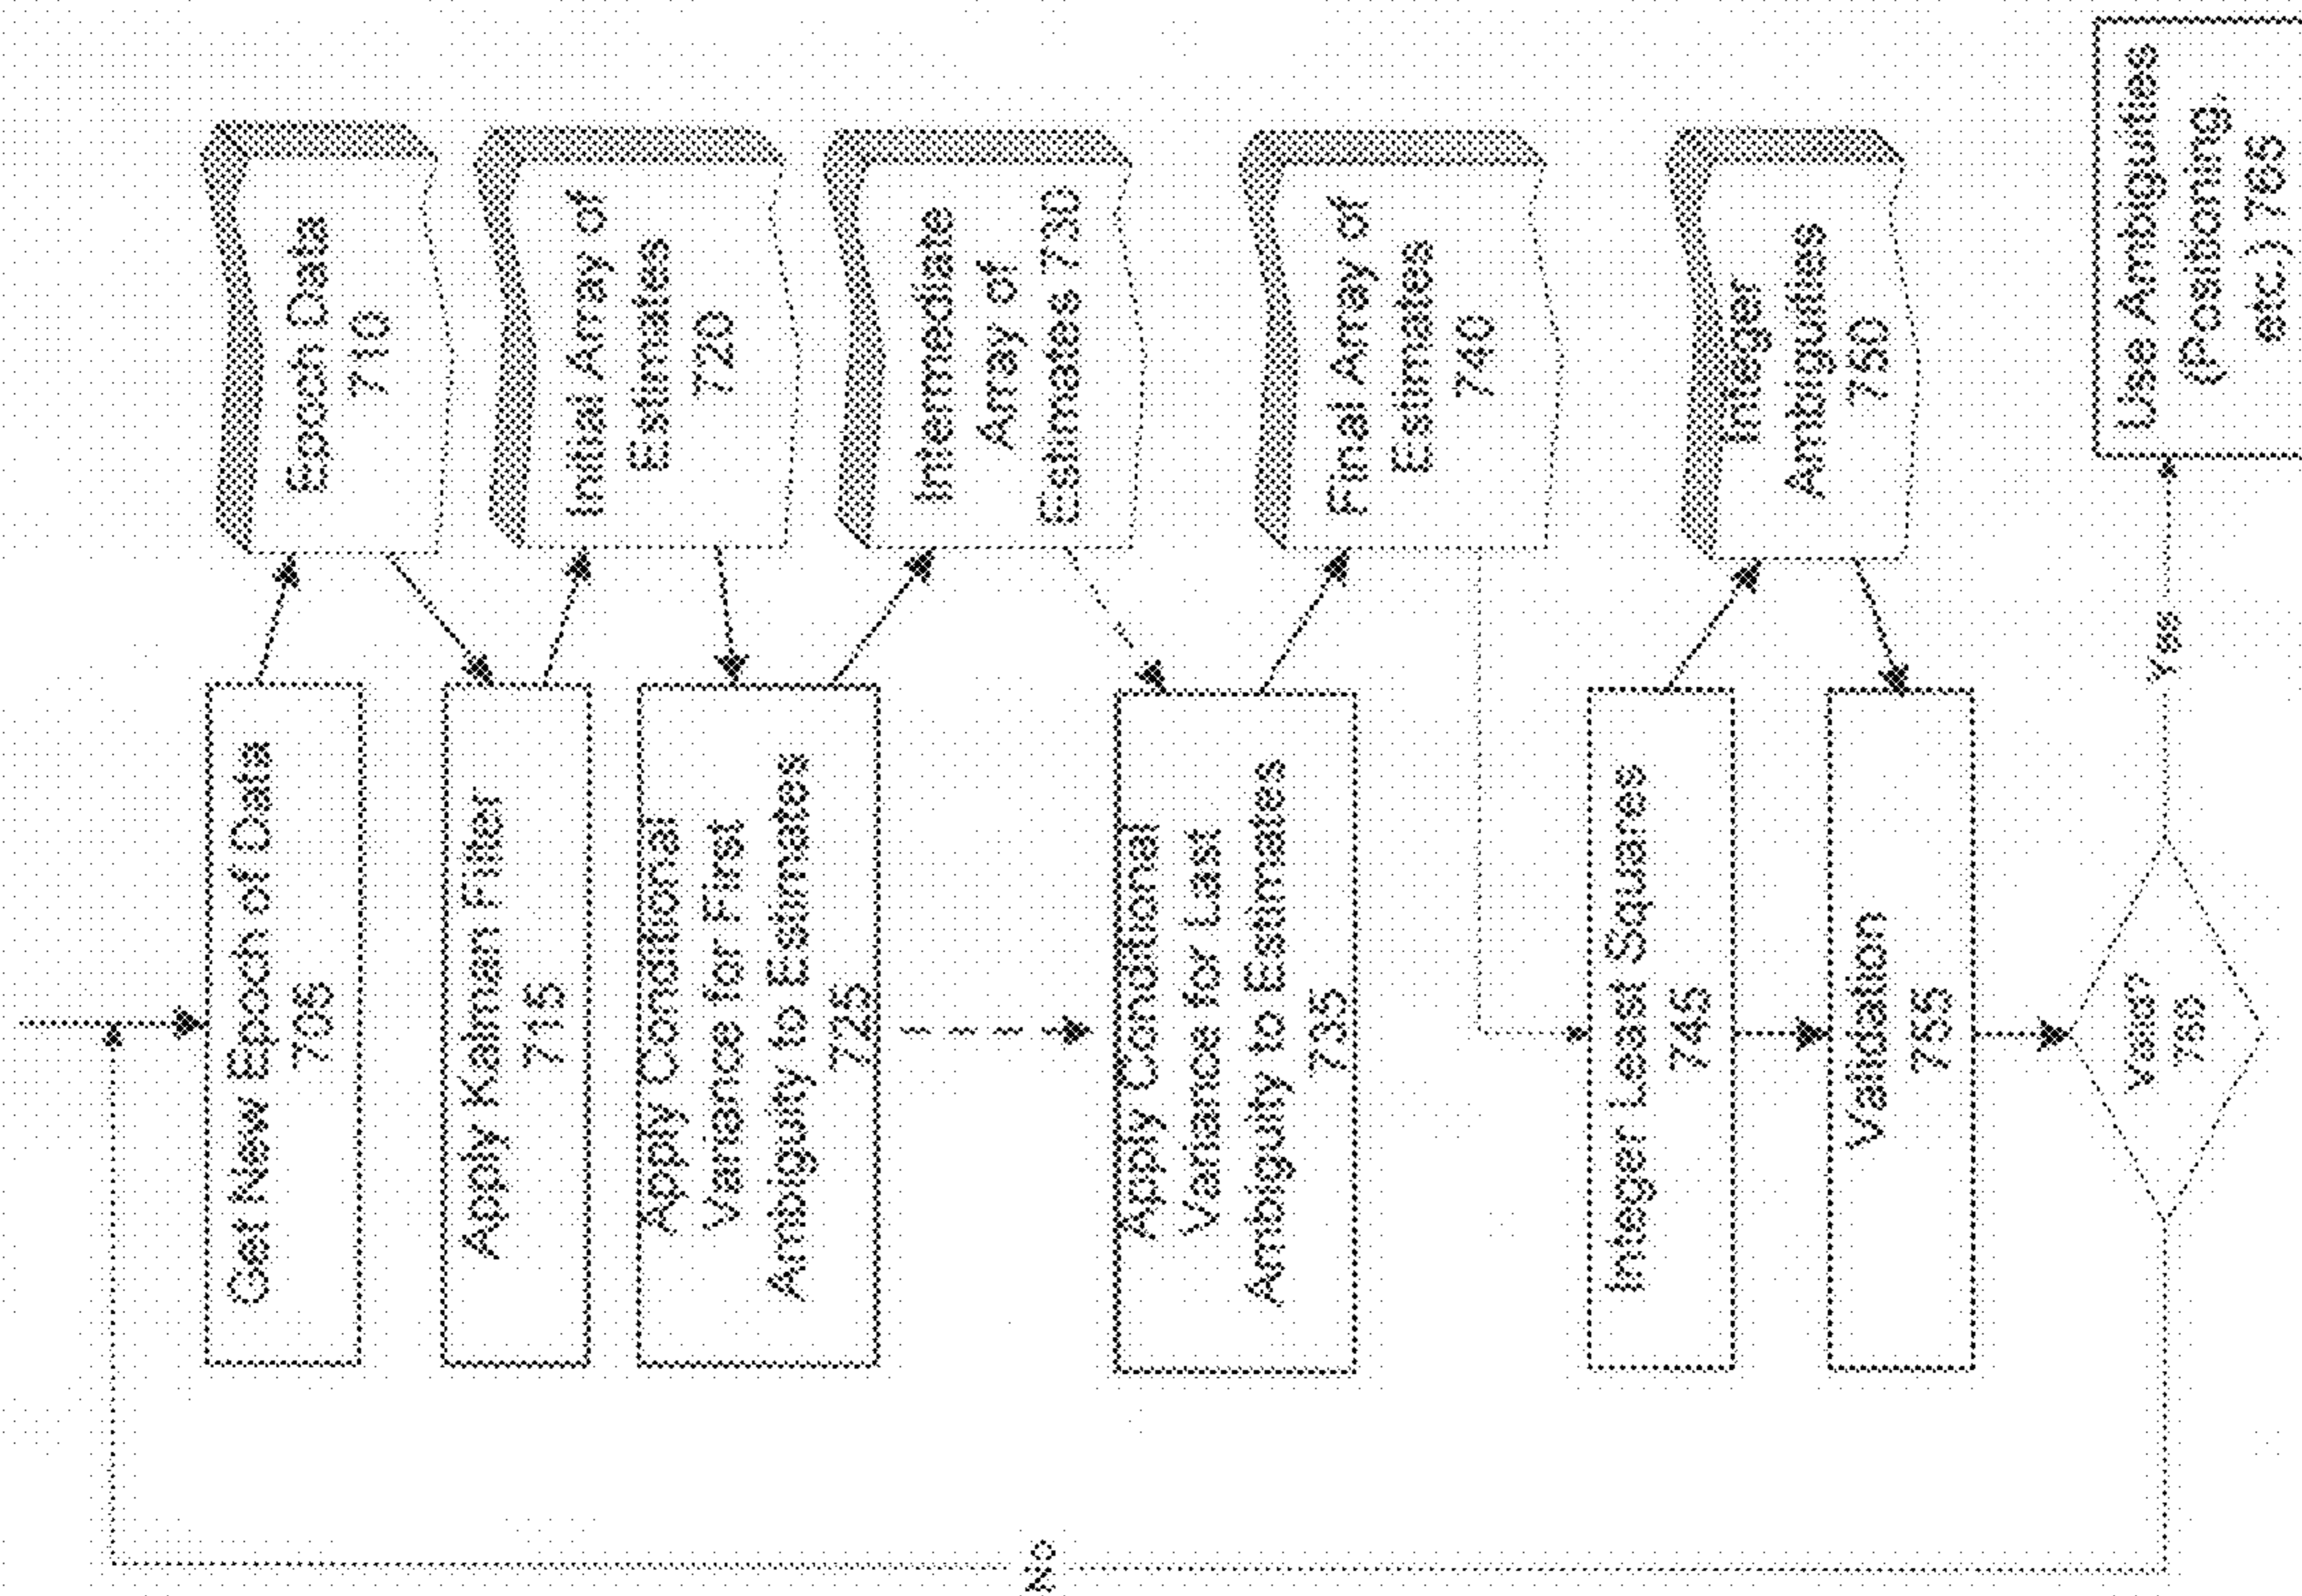 Get New Epoch of Data
705
Epoch Data
710
Apply Kalman Filter
715
Initial Array of
Estimates
720
Apply Conditional
Variance for First
Ambiguity to Estimates
725
Intermediate
Array of
Estimates 730
Apply Conditional
Variance for Last
Ambiguity to Estimates
735
Final Array of
Estimates
740
Integer Least Squares
745
Integer
Ambiguities
750
Validation
755
Valid?
760
Yes
No
Use Ambiguities
(Positioning,
etc.) 765